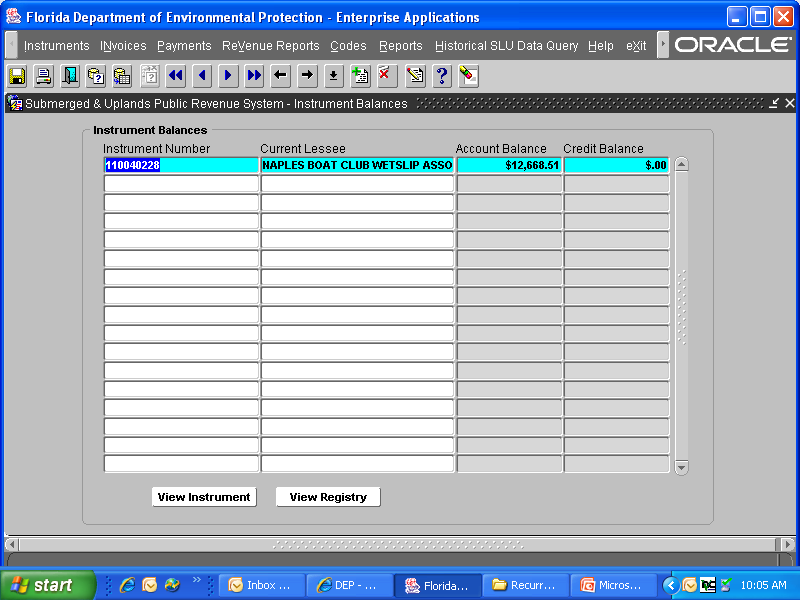 Florida Department of Environmental Protection - Enterprise Applications
Instruments INvoices Payments ReVenue Reports Codes Reports Historical SLU Data Query Help eXit ORACLE
Submerged & Uplands Public Revenue System - Instrument Balances
Instrument Balances
Instrument Number Current Lessee Account Balance Credit Balance
110040228 NAPLES BOAT CLUB WETSLIP ASSO $12,668.51 $.00
View Instrument View Registry
start Inbox ... DEP - ... Florida... Recurr... Micros... 10:05 AM